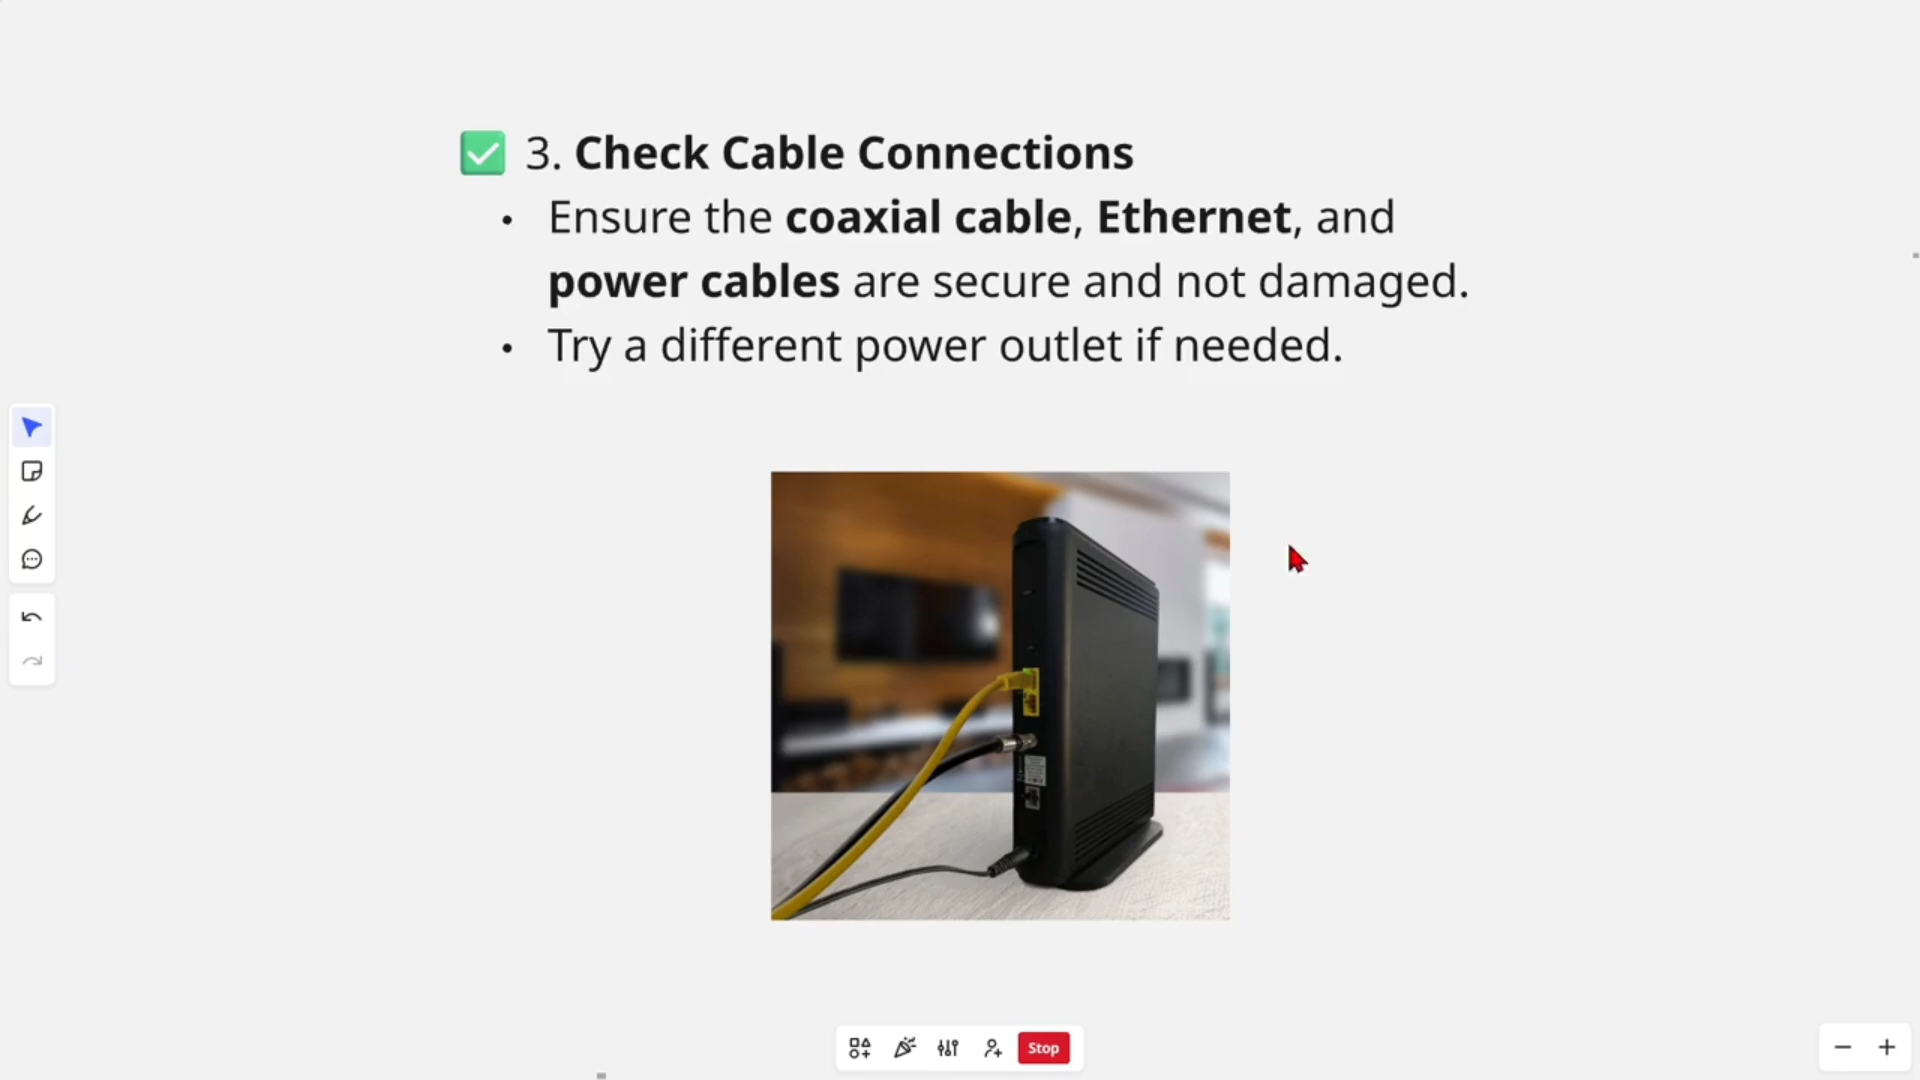 ✅ 3. Check Cable Connections
• Ensure the coaxial cable, Ethernet, and
power cables are secure and not damaged.
• Try a different power outlet if needed.
Stop